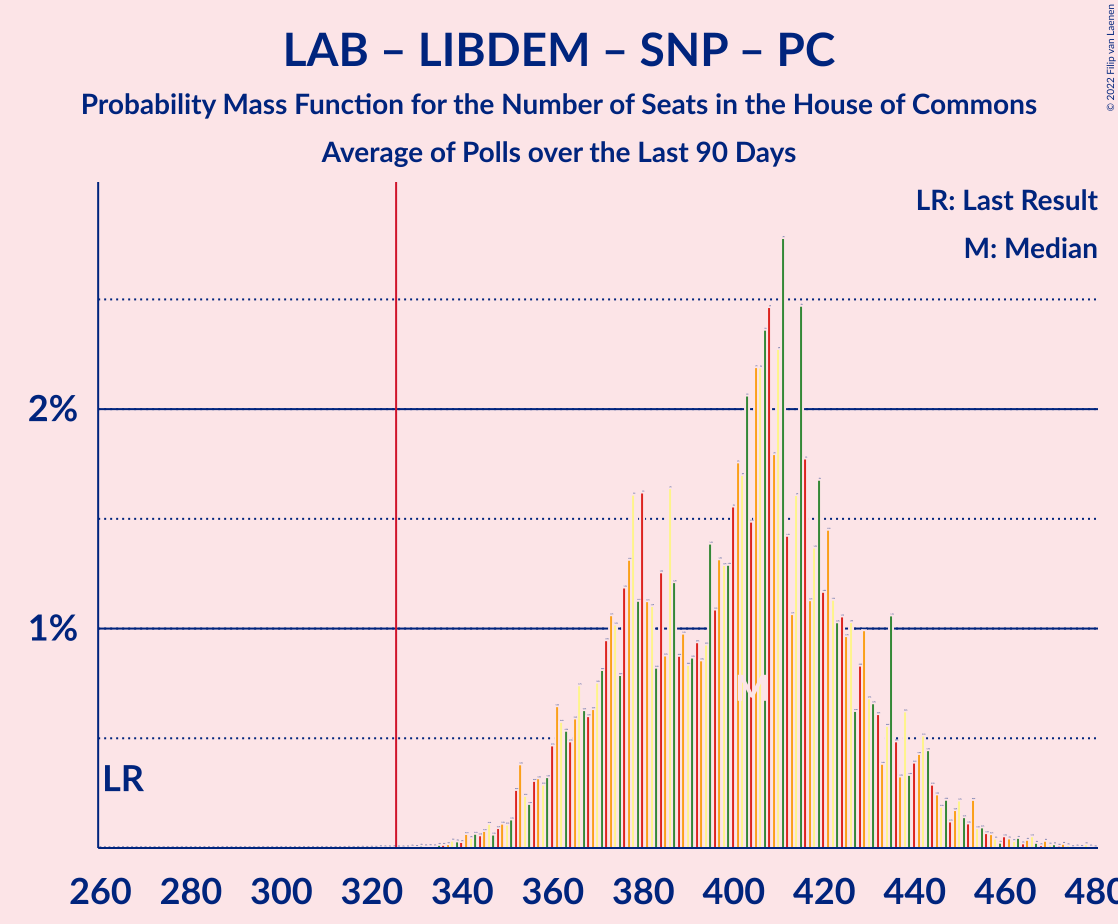 LAB – LIBDEM – SNP – PC
Probability Mass Function for the Number of Seats in the House of Commons
Average of Polls over the Last 90 Days
© 2022 Filip van Laenen
LR: Last Result
M: Median
2%
1%
M
LR
260 280 300 320 340 360 380 400 420 440 460 480